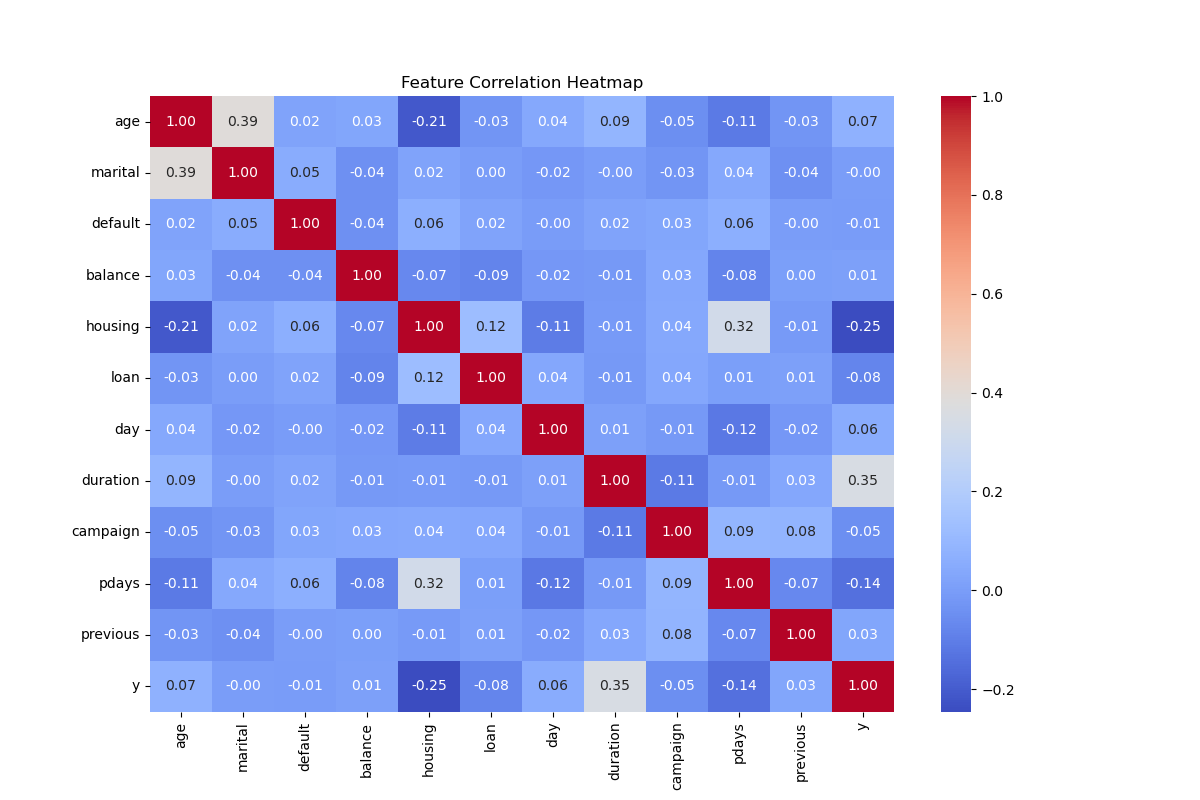 Feature Correlation Heatmap
age 1.00 0.39 0.02 0.03 -0.21 -0.03 0.04 0.09 -0.05 -0.11 -0.03 0.07
marital 0.39 1.00 0.05 -0.04 0.02 0.00 -0.02 -0.00 -0.03 0.04 -0.04 -0.00
default 0.02 0.05 1.00 -0.04 0.06 0.02 -0.00 0.02 0.03 0.06 -0.00 -0.01
balance 0.03 -0.04 -0.04 1.00 -0.07 -0.09 -0.02 -0.01 0.03 -0.08 0.00 0.01
housing -0.21 0.02 0.06 -0.07 1.00 0.12 -0.11 -0.01 0.04 0.32 -0.01 -0.25
loan -0.03 0.00 0.02 -0.09 0.12 1.00 0.04 -0.01 0.04 0.01 0.01 -0.08
day 0.04 -0.02 -0.00 -0.02 -0.11 0.04 1.00 0.01 -0.01 -0.12 -0.02 0.06
duration 0.09 -0.00 0.02 -0.01 -0.01 -0.01 0.01 1.00 -0.11 -0.01 0.03 0.35
campaign -0.05 -0.03 0.03 0.03 0.04 0.04 -0.01 -0.11 1.00 0.09 0.08 -0.05
pdays -0.11 0.04 0.06 -0.08 0.32 0.01 -0.12 -0.01 0.09 1.00 -0.07 -0.14
previous -0.03 -0.04 -0.00 0.00 -0.01 0.01 -0.02 0.03 0.08 -0.07 1.00 0.03
y 0.07 -0.00 -0.01 0.01 -0.25 -0.08 0.06 0.35 -0.05 -0.14 0.03 1.00
age marital default balance housing loan day duration campaign pdays previous y
1.0
0.8
0.6
0.4
0.2
0.0
−0.2